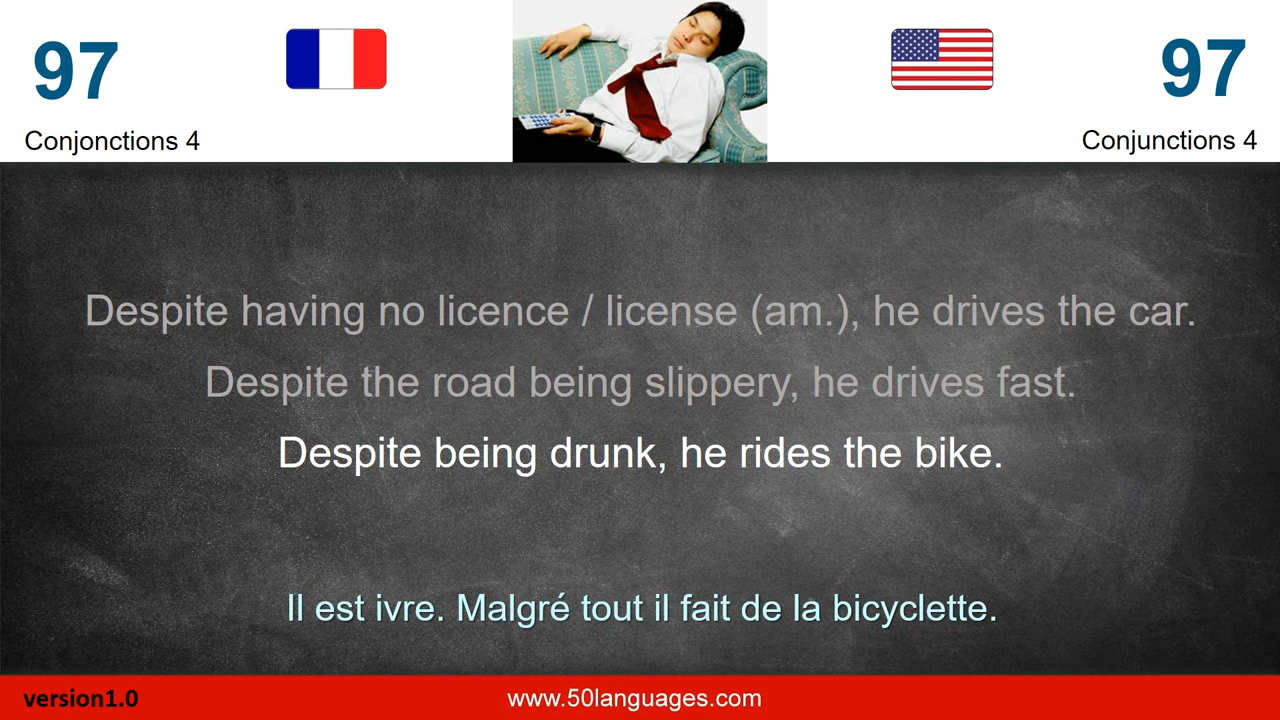 97
97
Conjonctions 4
Conjunctions 4
Despite having no licence / license (am.), he drives the car.
Despite the road being slippery, he drives fast.
Despite being drunk, he rides the bike.
Il est ivre. Malgré tout il fait de la bicyclette.
version1.0
www.50languages.com